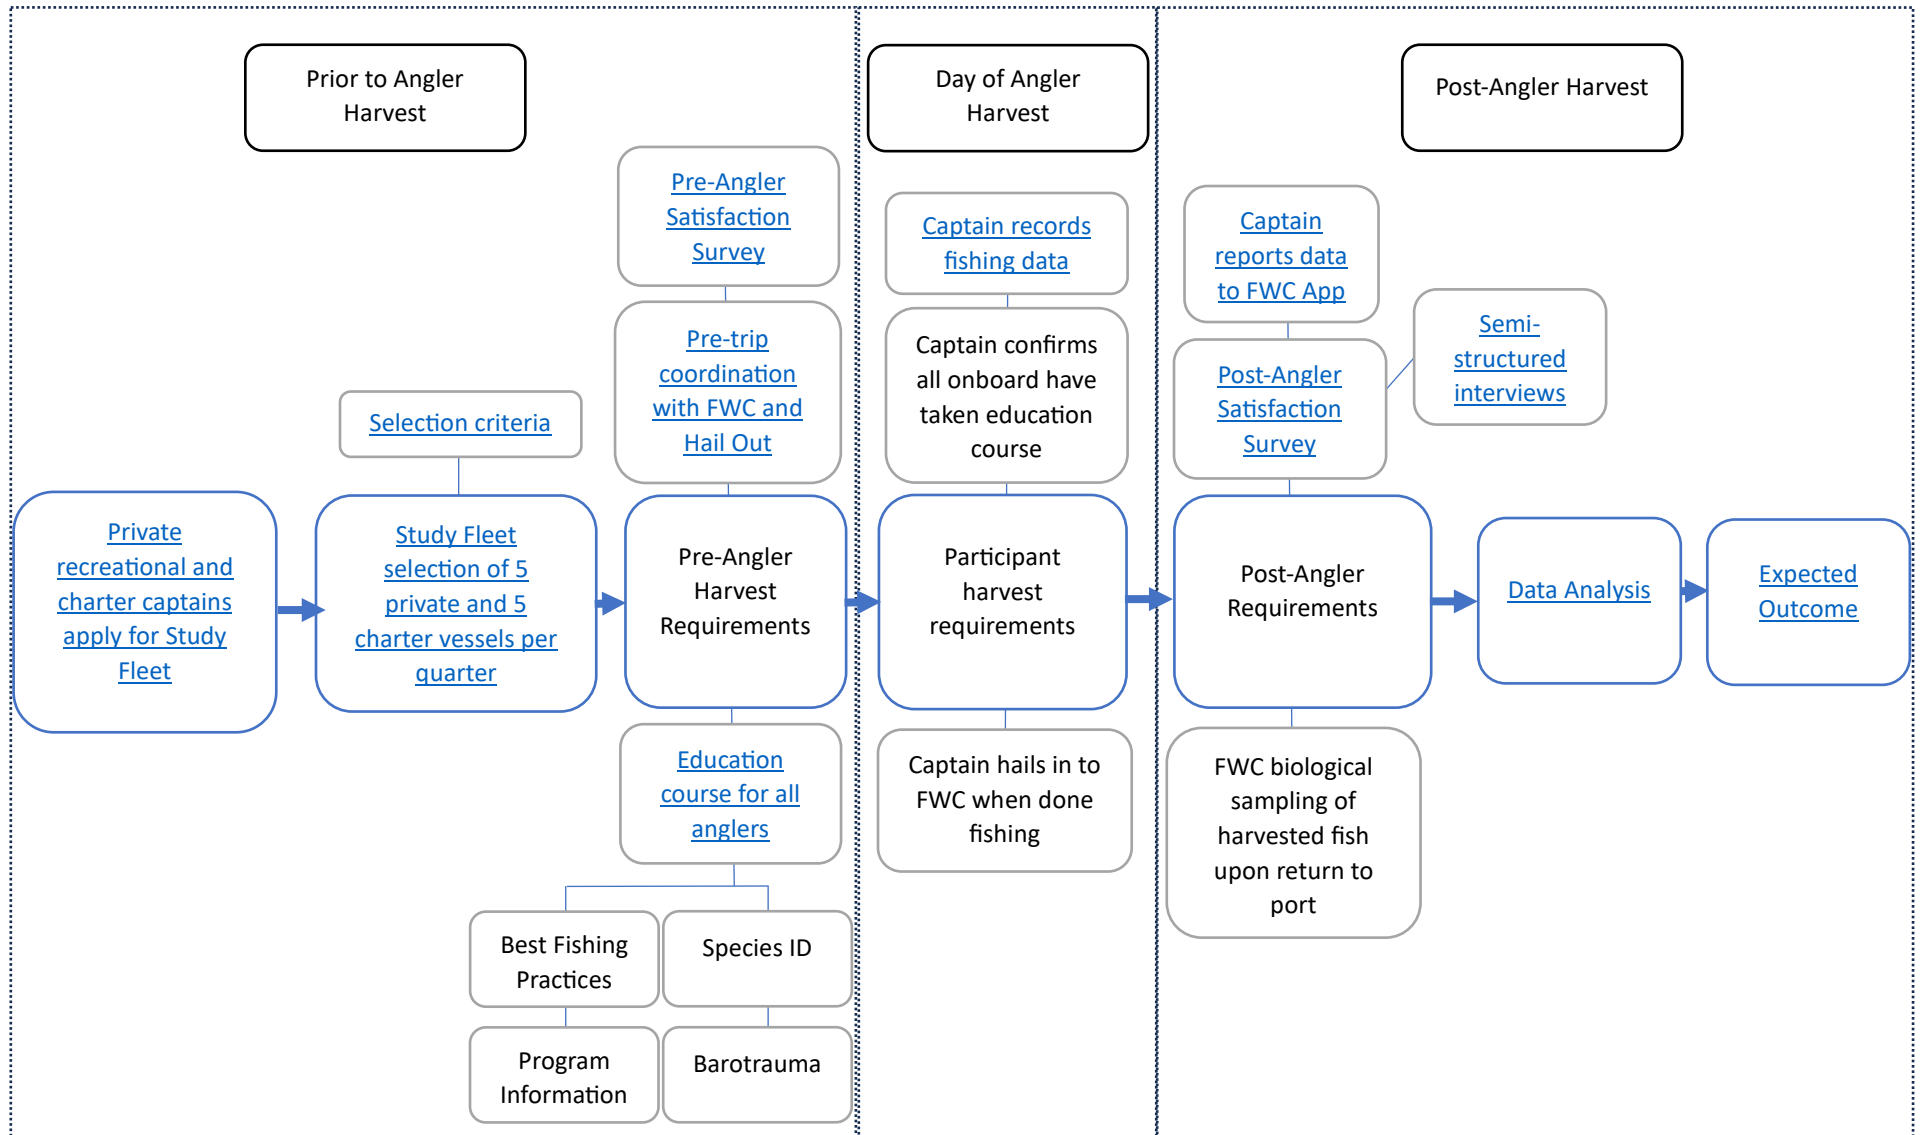 Prior to Angler
Harvest
Day of Angler
Harvest
Post-Angler Harvest
Pre-Angler
Satisfaction
Survey
Pre-trip
coordination
with FWC and
Hail Out
Selection criteria
Private
recreational and
charter captains
apply for Study
Fleet
Study Fleet
selection of 5
private and 5
charter vessels per
quarter
Pre-Angler
Harvest
Requirements
Education
course for all
anglers
Best Fishing
Practices
Species ID
Program
Information
Barotrauma
Captain records
fishing data
Captain confirms
all onboard have
taken education
course
Participant
harvest
requirements
Captain hails in to
FWC when done
fishing
Captain
reports data
to FWC App
Semi-
structured
interviews
Post-Angler
Satisfaction
Survey
Post-Angler
Requirements
FWC biological
sampling of
harvested fish
upon return to
port
Data Analysis
Expected
Outcome